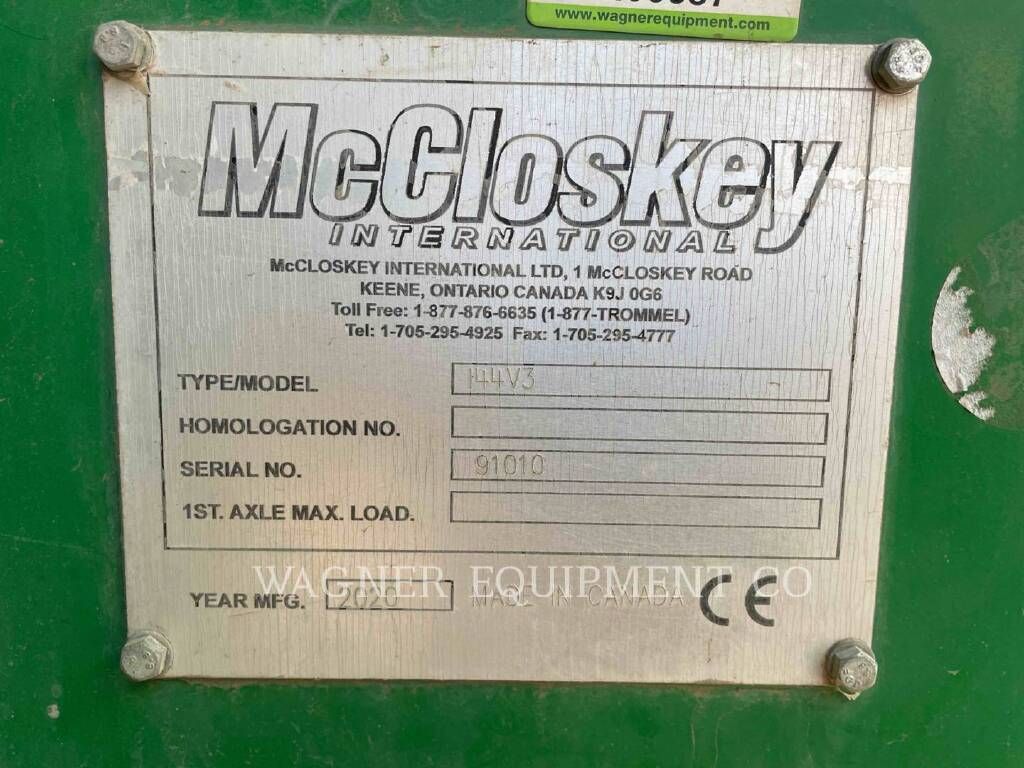 www.wagnerequipment.com
McCloskey
INTERNATIONAL
McCLOSKEY INTERNATIONAL LTD, 1 McCLOSKEY ROAD
KEENE, ONTARIO CANADA K9J 0G6
Toll Free: 1-877-876-6635 (1-877-TROMMEL)
Tel: 1-705-295-4925 Fax: 1-705-295-4777
TYPE/MODEL 44V3
HOMOLOGATION NO.
SERIAL NO. 91010
1ST. AXLE MAX. LOAD.
WAGNER EQUIPMENT CO
YEAR MFG. 2020 MADE IN CANADA CE